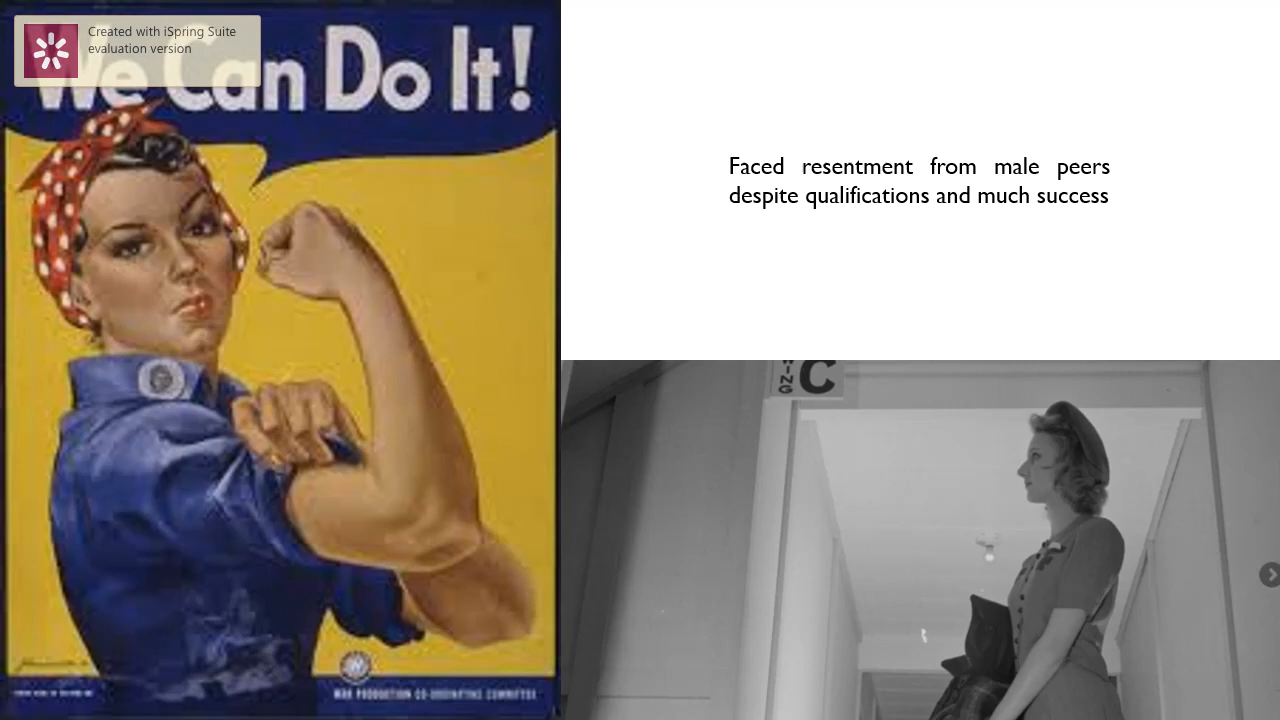 Created with iSpring Suite
evaluation version
We Can Do It!
Faced resentment from male peers
despite qualifications and much success
WING
C
WAR PRODUCTION CO-ORDINATING COMMITTEE